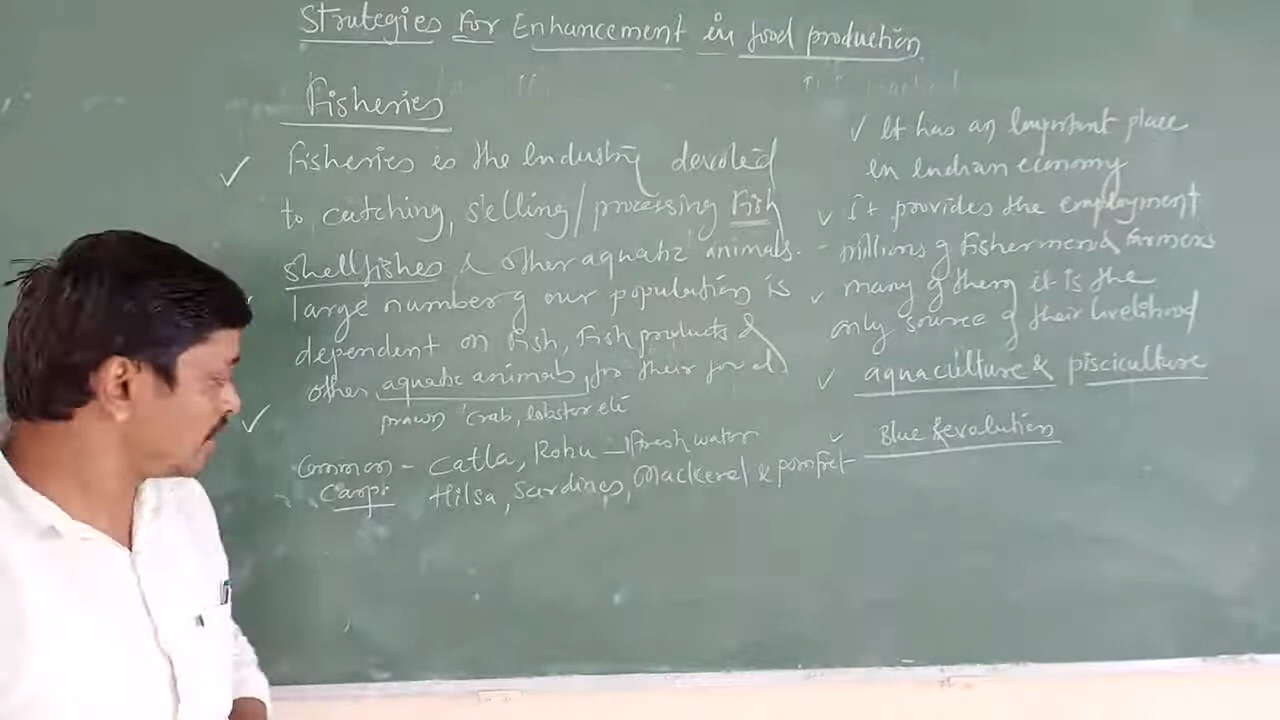 Strategies for Enhancement in food production
Fisheries
Fisheries is the Industry devoted
to catching, selling/processing Fish
shellfishes & other aquatic animals.
large number of our population is
dependent on Fish, Fish products &
other aquatic animals, for their food
prawn crab, lobster etc
Common - Catla, Rohu - Freshwater
Carp: Hilsa, Sardines, Mackerel & pomfret
It has an Important place
in Indian economy
It provides the employment
millions of Fishermen & farmers
many of them it is the
only source of their livelihood
aquaculture & pisciculture
Blue Revolution